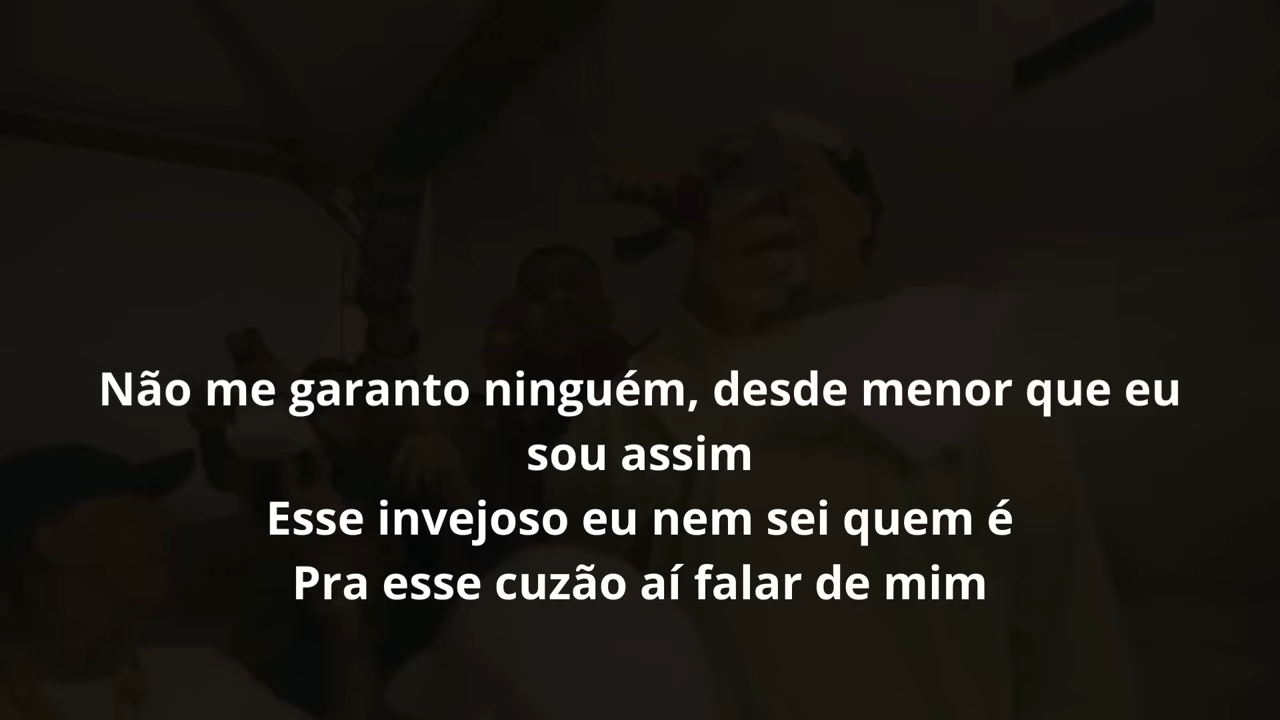 Não me garanto ninguém, desde menor que eu
sou assim
Esse invejoso eu nem sei quem é
Pra esse cuzão aí falar de mim